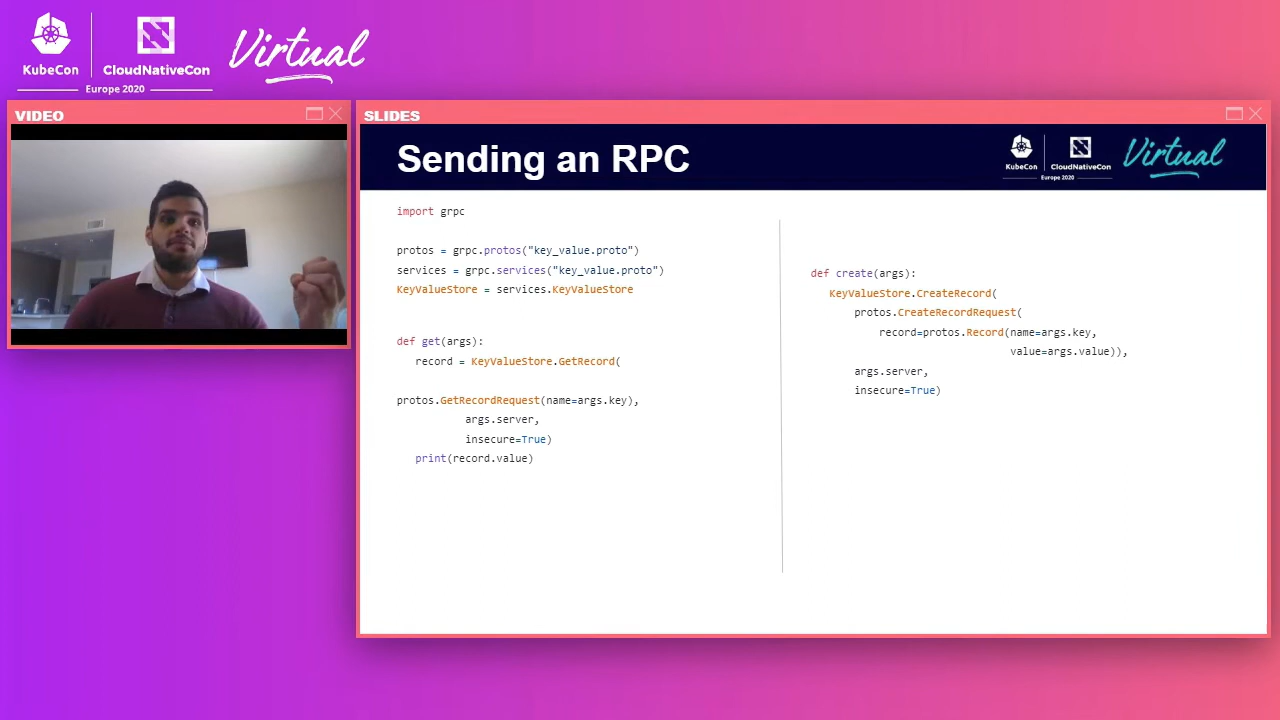 KubeCon
CloudNativeCon
Virtual
Europe 2020
VIDEO
SLIDES
Sending an RPC
KubeCon
CloudNativeCon
Virtual
Europe 2020
import grpc
protos = grpc.protos("key_value.proto")
services = grpc.services("key_value.proto")
KeyValueStore = services.KeyValueStore
def get(args):
record = KeyValueStore.GetRecord(
protos.GetRecordRequest(name=args.key),
args.server,
insecure=True)
print(record.value)
def create(args):
KeyValueStore.CreateRecord(
protos.CreateRecordRequest(
record=protos.Record(name=args.key,
value=args.value)),
args.server,
insecure=True)